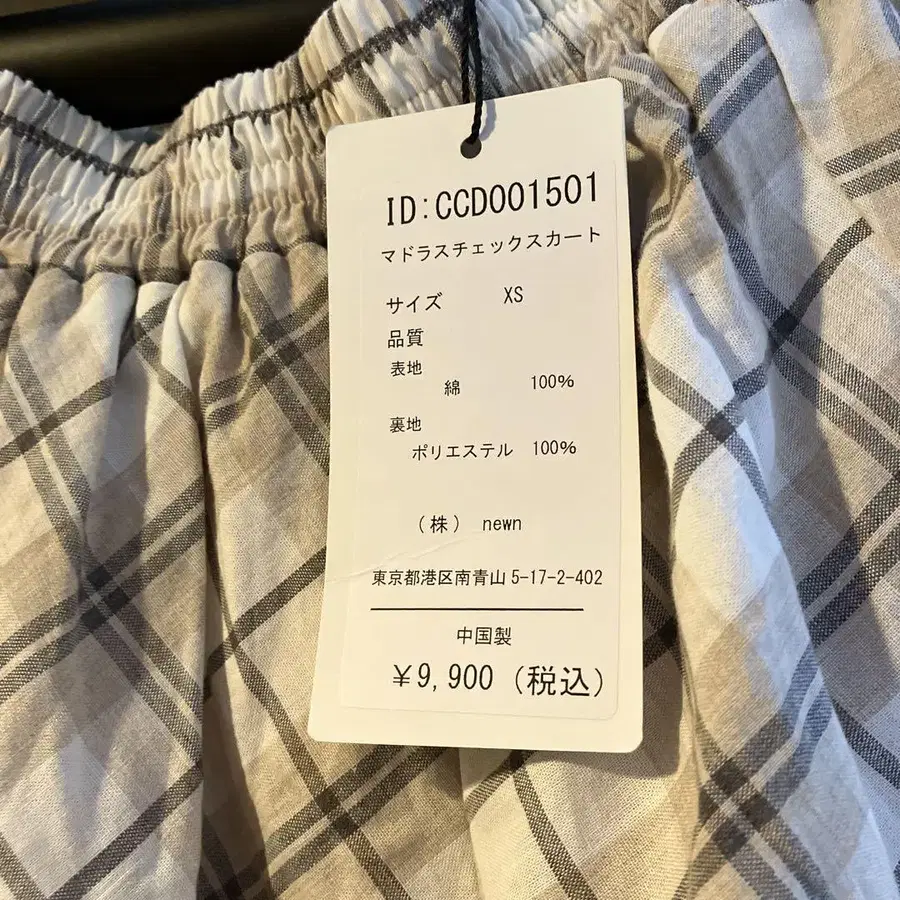 ID:CCD001501
マドラスチェックスカート
サイズ XS
品質
表地
綿 100%
裏地
ポリエステル 100%
(株) newn
東京都港区南青山5-17-2-402
中国製
¥9,900 (税込)